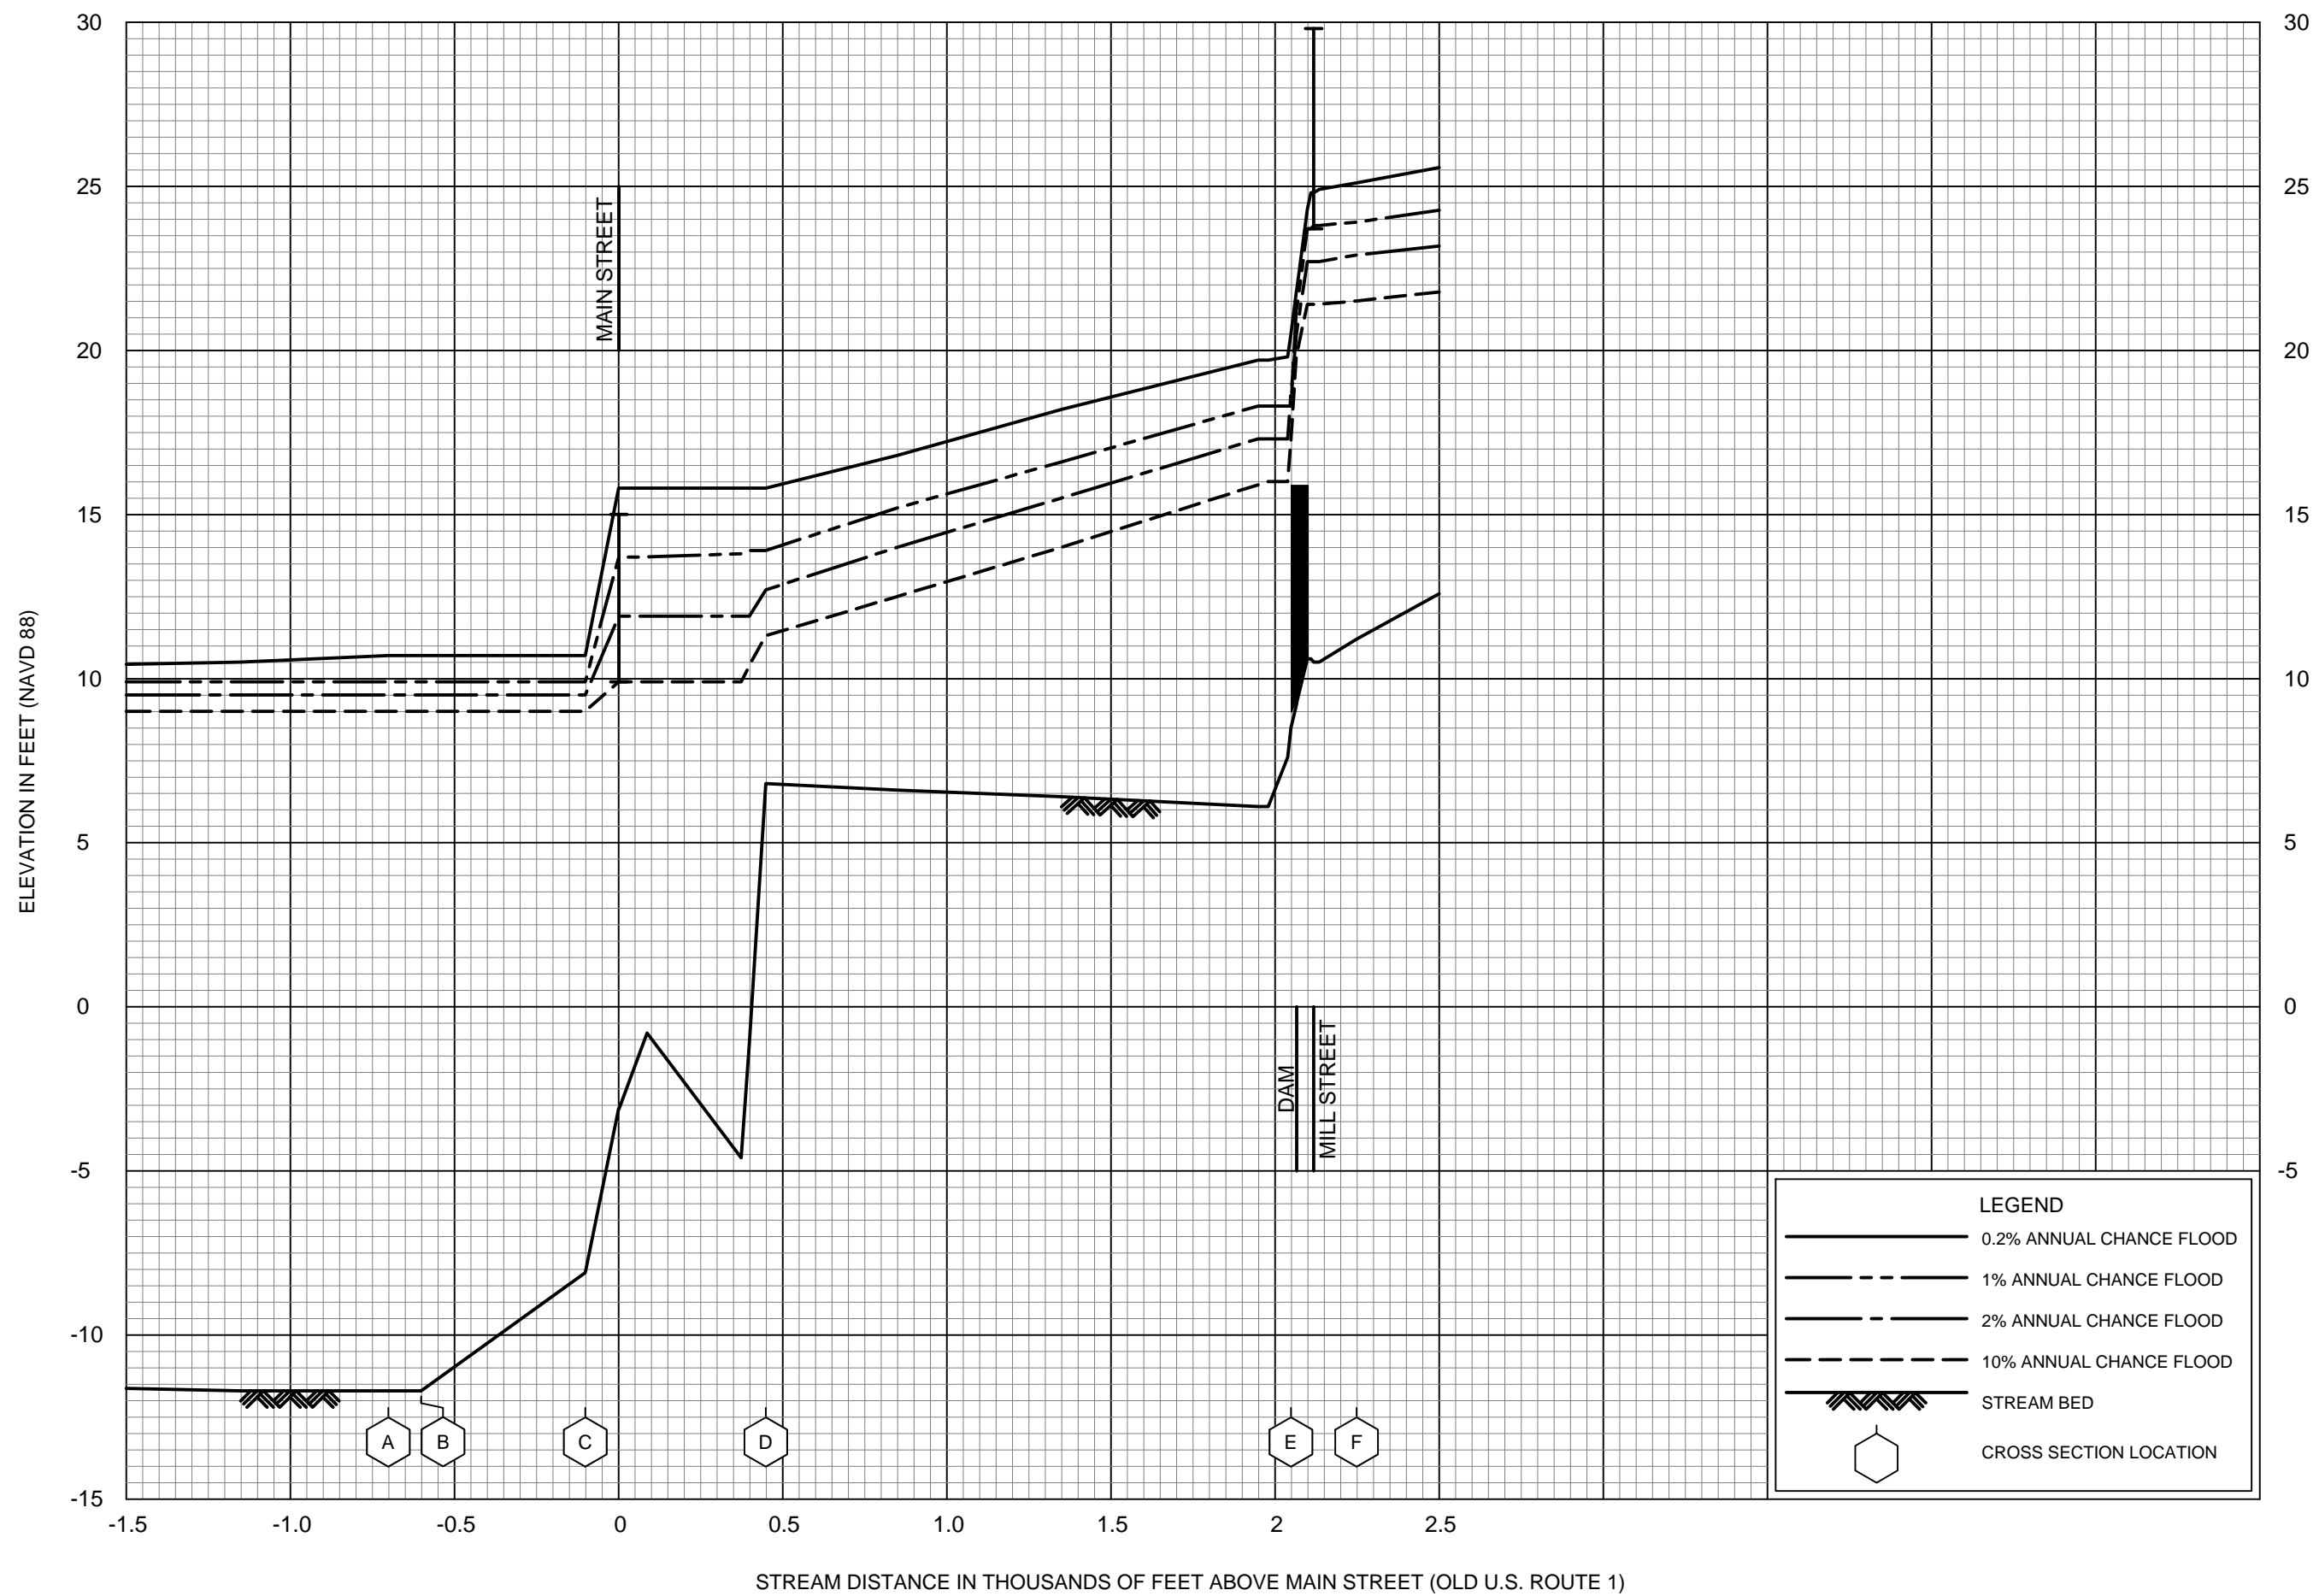 30
30
25
25
20
20
15
15
10
10
5
5
0
0
-5
-5
-10
-15
ELEVATION IN FEET (NAVD 88)
MAIN STREET
DAM
MILL STREET
A
B
C
D
E
F
-1.5
-1.0
-0.5
0
0.5
1.0
1.5
2
2.5
STREAM DISTANCE IN THOUSANDS OF FEET ABOVE MAIN STREET (OLD U.S. ROUTE 1)
LEGEND
0.2% ANNUAL CHANCE FLOOD
1% ANNUAL CHANCE FLOOD
2% ANNUAL CHANCE FLOOD
10% ANNUAL CHANCE FLOOD
STREAM BED
CROSS SECTION LOCATION